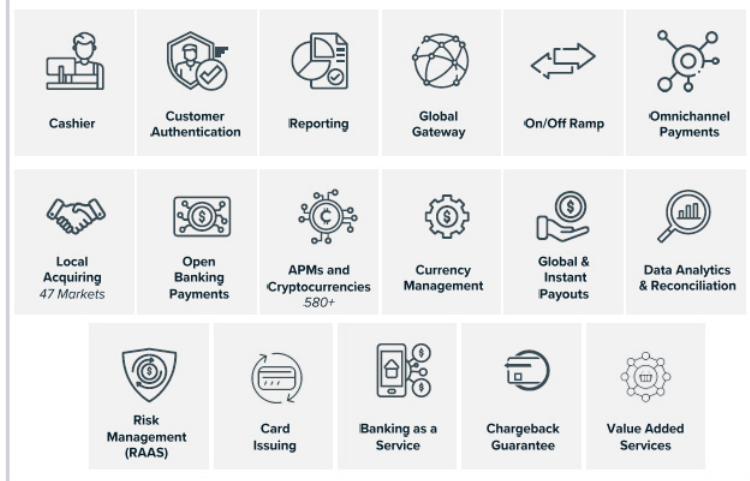 Cashier
Customer
Authentication
Reporting
Global
Gateway
On/Off Ramp
Omnichannel
Payments
Local
Acquiring
47 Markets
Open
Banking
Payments
APMs and
Cryptocurrencies
580+
Currency
Management
Global &
Instant
Payouts
Data Analytics
& Reconciliation
Risk
Management
(RAAS)
Card
Issuing
Banking as a
Service
Chargeback
Guarantee
Value Added
Services